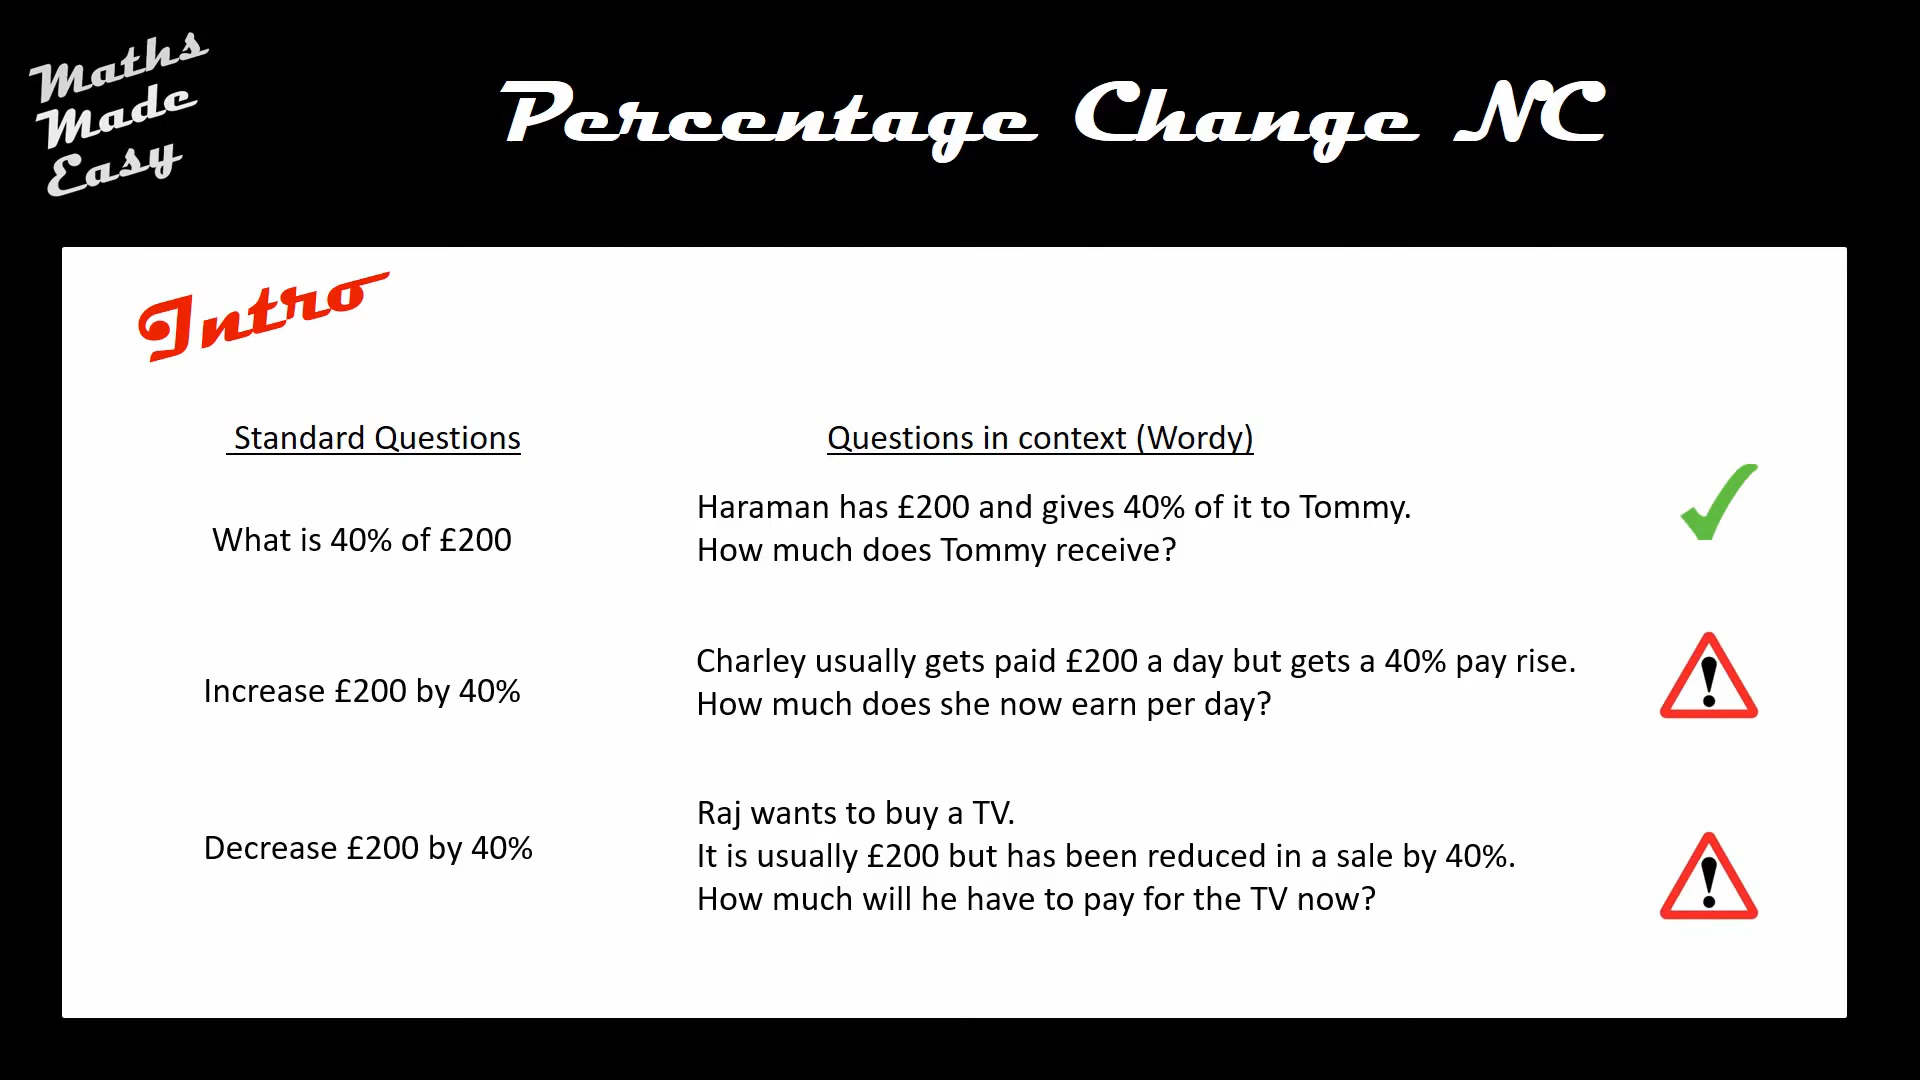 Maths
Made
Easy
Percentage Change NC
Intro
Standard Questions
Questions in context (Wordy)
What is 40% of £200
Haraman has £200 and gives 40% of it to Tommy.
How much does Tommy receive?
Increase £200 by 40%
Charley usually gets paid £200 a day but gets a 40% pay rise.
How much does she now earn per day?
Decrease £200 by 40%
Raj wants to buy a TV.
It is usually £200 but has been reduced in a sale by 40%.
How much will he have to pay for the TV now?